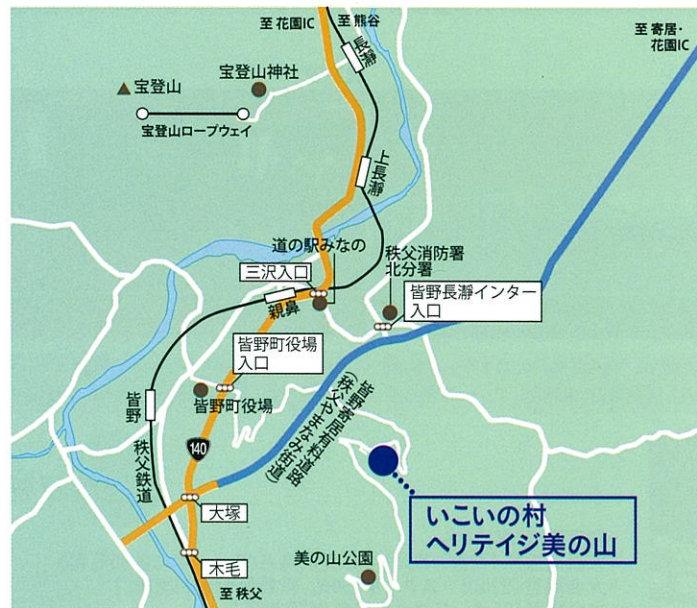 至 花園IC
至 熊谷
至 寄居・
花園IC
長瀞
宝登山神社
宝登山
宝登山ロープウェイ
上長瀞
道の駅みなの
秩父消防署
北分署
三沢入口
皆野長瀞インター
入口
親鼻
皆野町役場
入口
皆野寄居有料道路
(秩父やまなみ街道)
皆野
皆野町役場
秩父鉄道
140
いこいの村
ヘリテイジ美の山
大塚
美の山公園
木毛
至 秩父